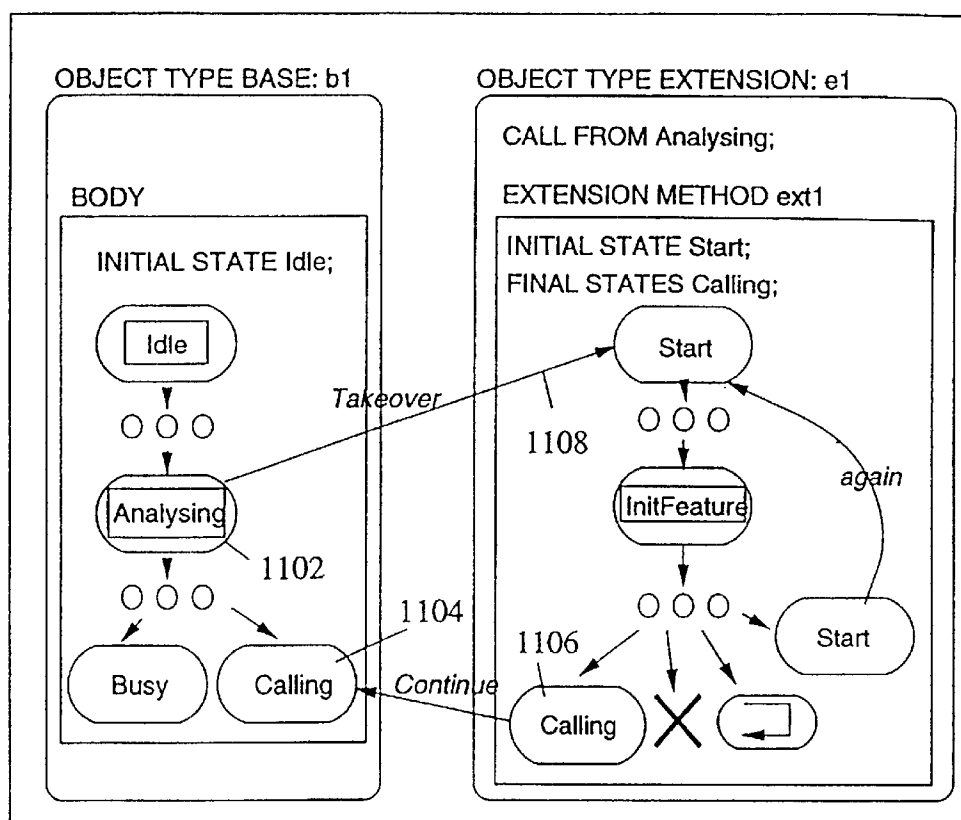 OBJECT TYPE BASE: b1
BODY
INITIAL STATE Idle;
Idle
Analysing
1102
1104
Busy
Calling
Takeover
Continue
OBJECT TYPE EXTENSION: e1
CALL FROM Analysing;
EXTENSION METHOD ext1
INITIAL STATE Start;
FINAL STATES Calling;
Start
1108
again
InitFeature
Start
1106
Calling